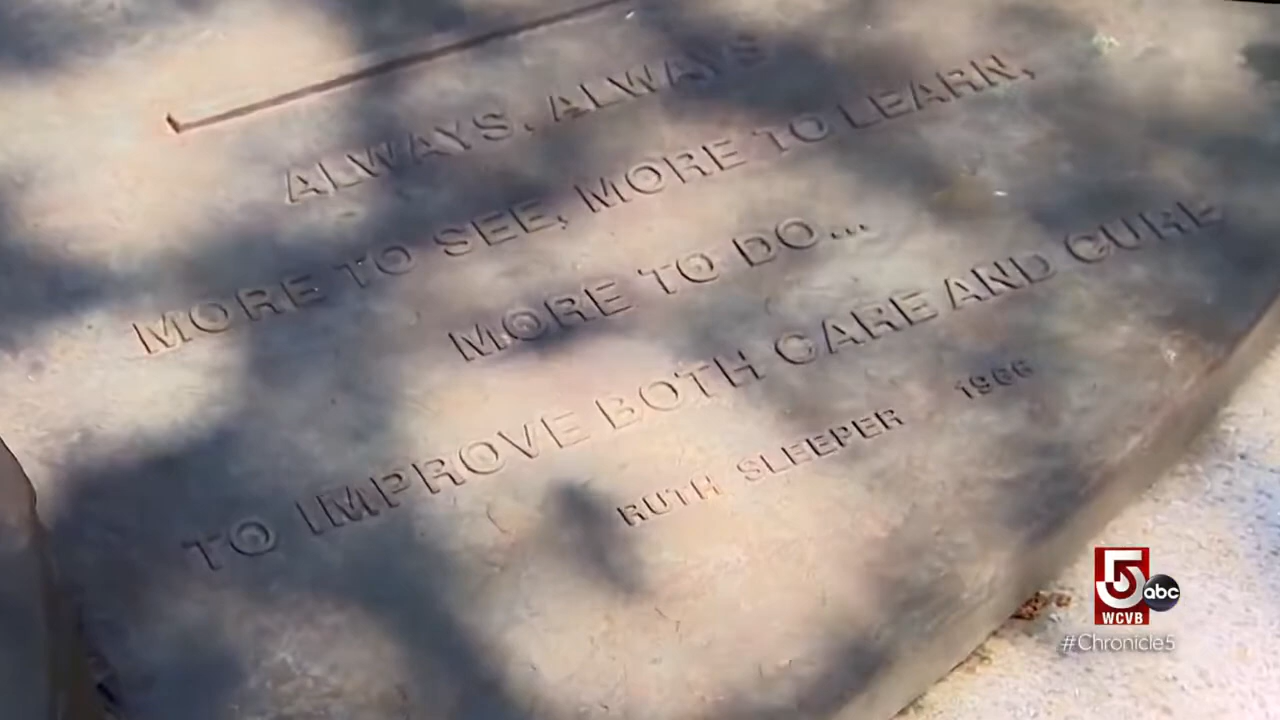 ALWAYS, ALWAYS
MORE TO SEE, MORE TO LEARN,
MORE TO DO...
TO IMPROVE BOTH CARE AND CURE
RUTH SLEEPER 1966
5
abc
WCVB
#Chronicle5